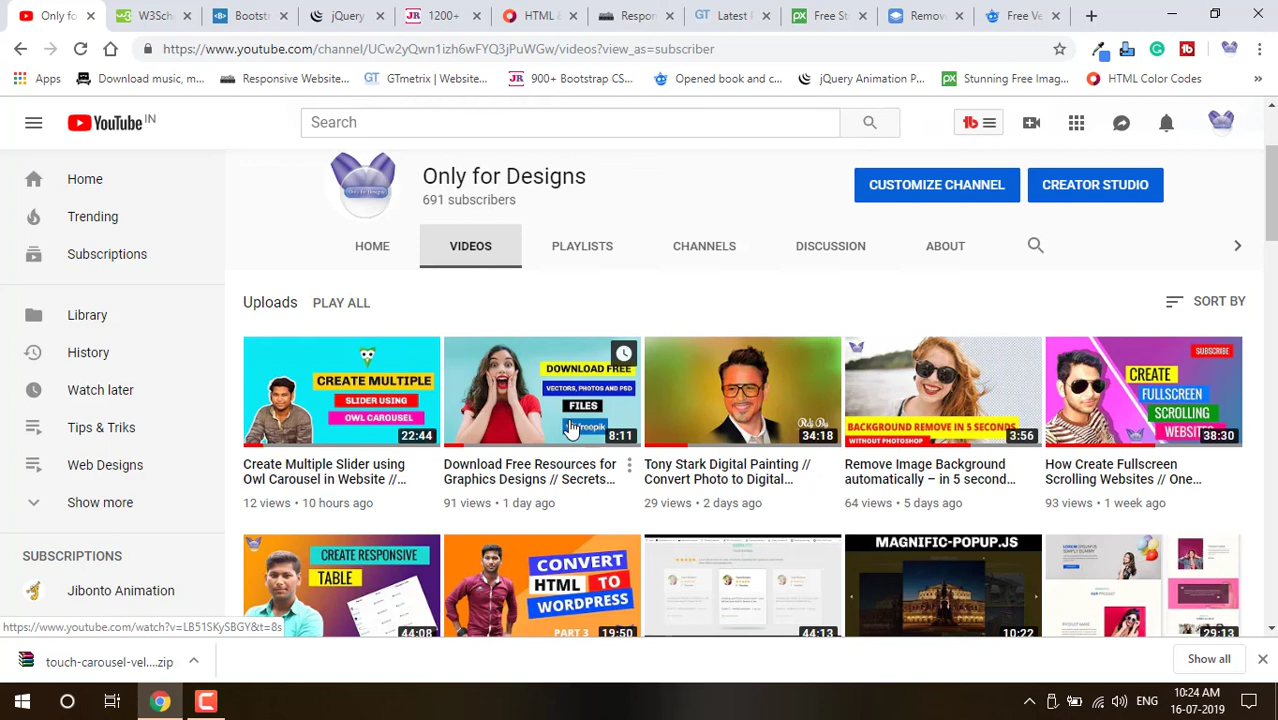 Only fo
W3Sch
Bootst
jQuery
1200+
HTML &
Respor
Latest F
Free St
Remov
Free Ve
https://www.youtube.com/channel/UCw2yQwn1izh6wFYQ3jPuWGw/videos?view_as=subscriber
Apps
Download music, m...
Responsive Website...
GTmetrix | Website...
900+ Bootstrap CS...
Opened book and c...
jQuery Animation P...
Stunning Free Imag...
HTML Color Codes
YouTube IN
Search
Only for Designs
691 subscribers
CUSTOMIZE CHANNEL
CREATOR STUDIO
HOME
VIDEOS
PLAYLISTS
CHANNELS
DISCUSSION
ABOUT
Home
Trending
Subscriptions
Library
History
Watch later
Tips & Triks
Web Designs
Show more
SUBSCRIPTIONS
Jibonto Animation
Uploads
PLAY ALL
SORT BY
CREATE MULTIPLE
SLIDER USING
OWL CAROUSEL
22:44
Create Multiple Slider using
Owl Carousel in Website //...
12 views • 10 hours ago
DOWNLOAD FREE
VECTORS, PHOTOS AND PSD
FILES
freepik
8:11
Download Free Resources for
Graphics Designs // Secrets...
91 views • 1 day ago
34:18
Tony Stark Digital Painting //
Convert Photo to Digital...
29 views • 2 days ago
BACKGROUND REMOVE IN 5 SECONDS
WITHOUT PHOTOSHOP
3:56
Remove Image Background
automatically – in 5 second...
64 views • 5 days ago
SUBSCRIBE
CREATE
FULLSCREEN
SCROLLING
WEBSITES
38:30
How Create Fullscreen
Scrolling Websites // One...
93 views • 1 week ago
CREATE RESPONSIVE
TABLE
44:08
CONVERT
HTML TO
WORDPRESS
PART 3
19:50
44:13
MAGNIFIC-POPUP.JS
10:22
29:13
https://www.youtube.com/watch?v=LB51SKySBGY&t=8s
touch-carousel-vel....zip
Show all
ENG
10:24 AM
16-07-2019